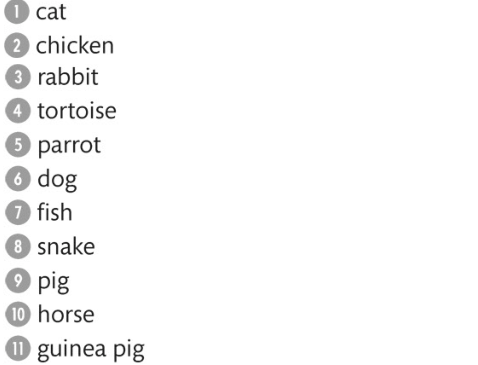 1 cat
2 chicken
3 rabbit
4 tortoise
5 parrot
6 dog
7 fish
8 snake
9 pig
10 horse
11 guinea pig